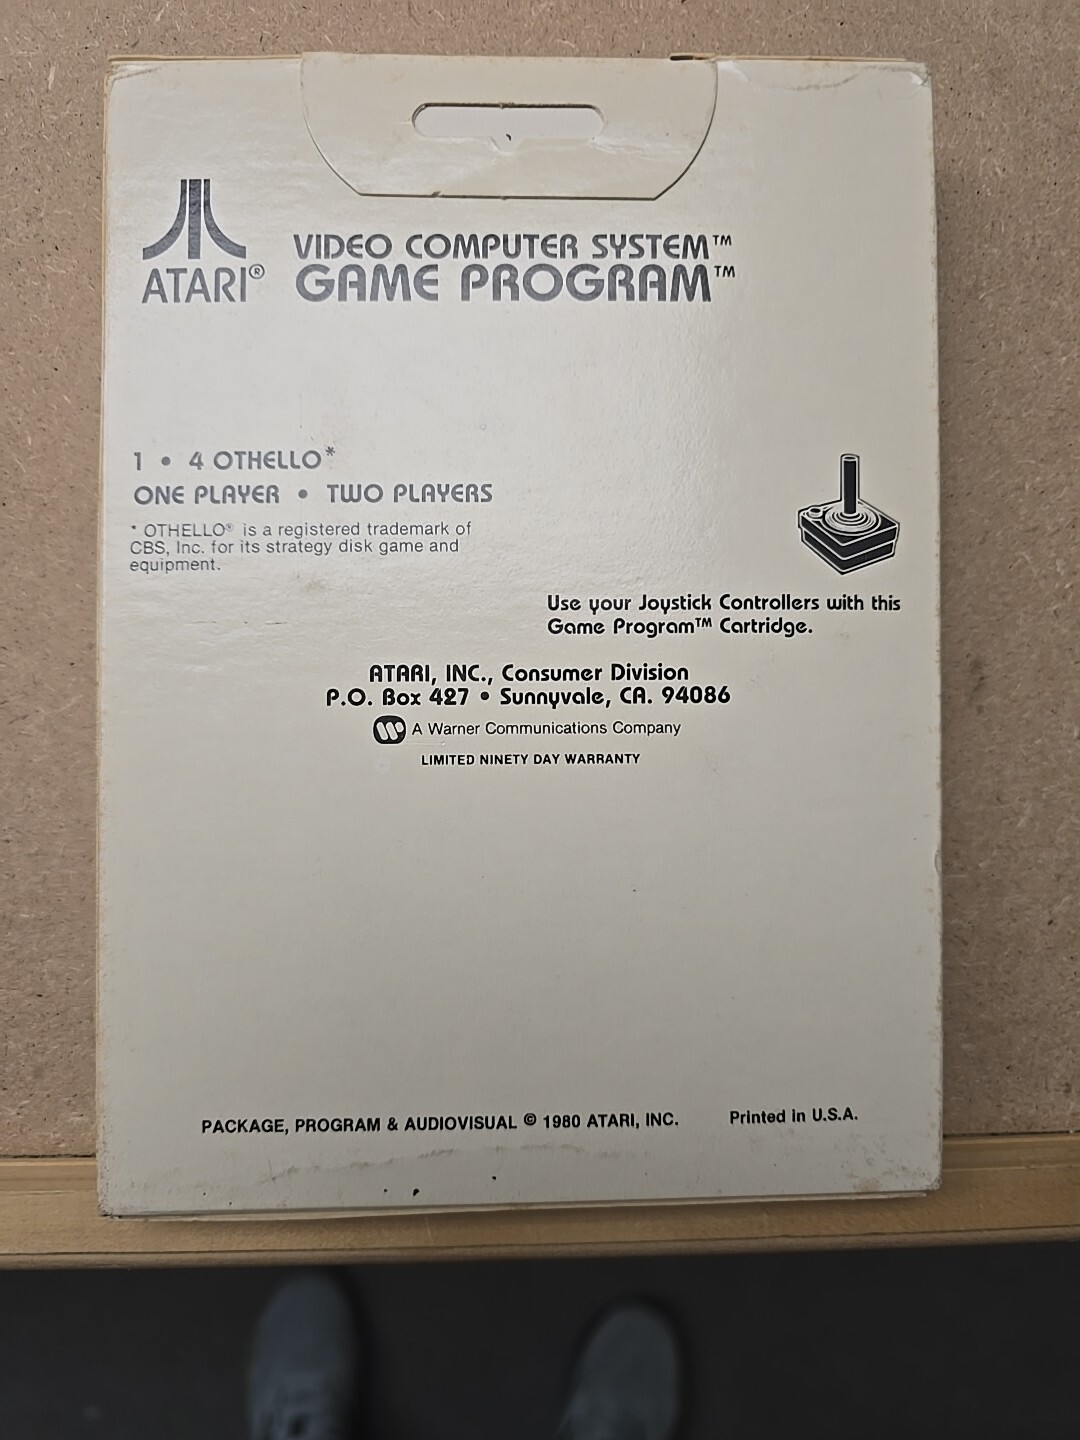 VIDEO COMPUTER SYSTEM™
ATARI® GAME PROGRAM™
1 • 4 OTHELLO*
ONE PLAYER • TWO PLAYERS
* OTHELLO® is a registered trademark of
CBS, Inc. for its strategy disk game and
equipment.
Use your Joystick Controllers with this
Game Program™ Cartridge.
ATARI, INC., Consumer Division
P.O. Box 427 • Sunnyvale, CA. 94086
A Warner Communications Company
LIMITED NINETY DAY WARRANTY
PACKAGE, PROGRAM & AUDIOVISUAL © 1980 ATARI, INC. Printed in U.S.A.